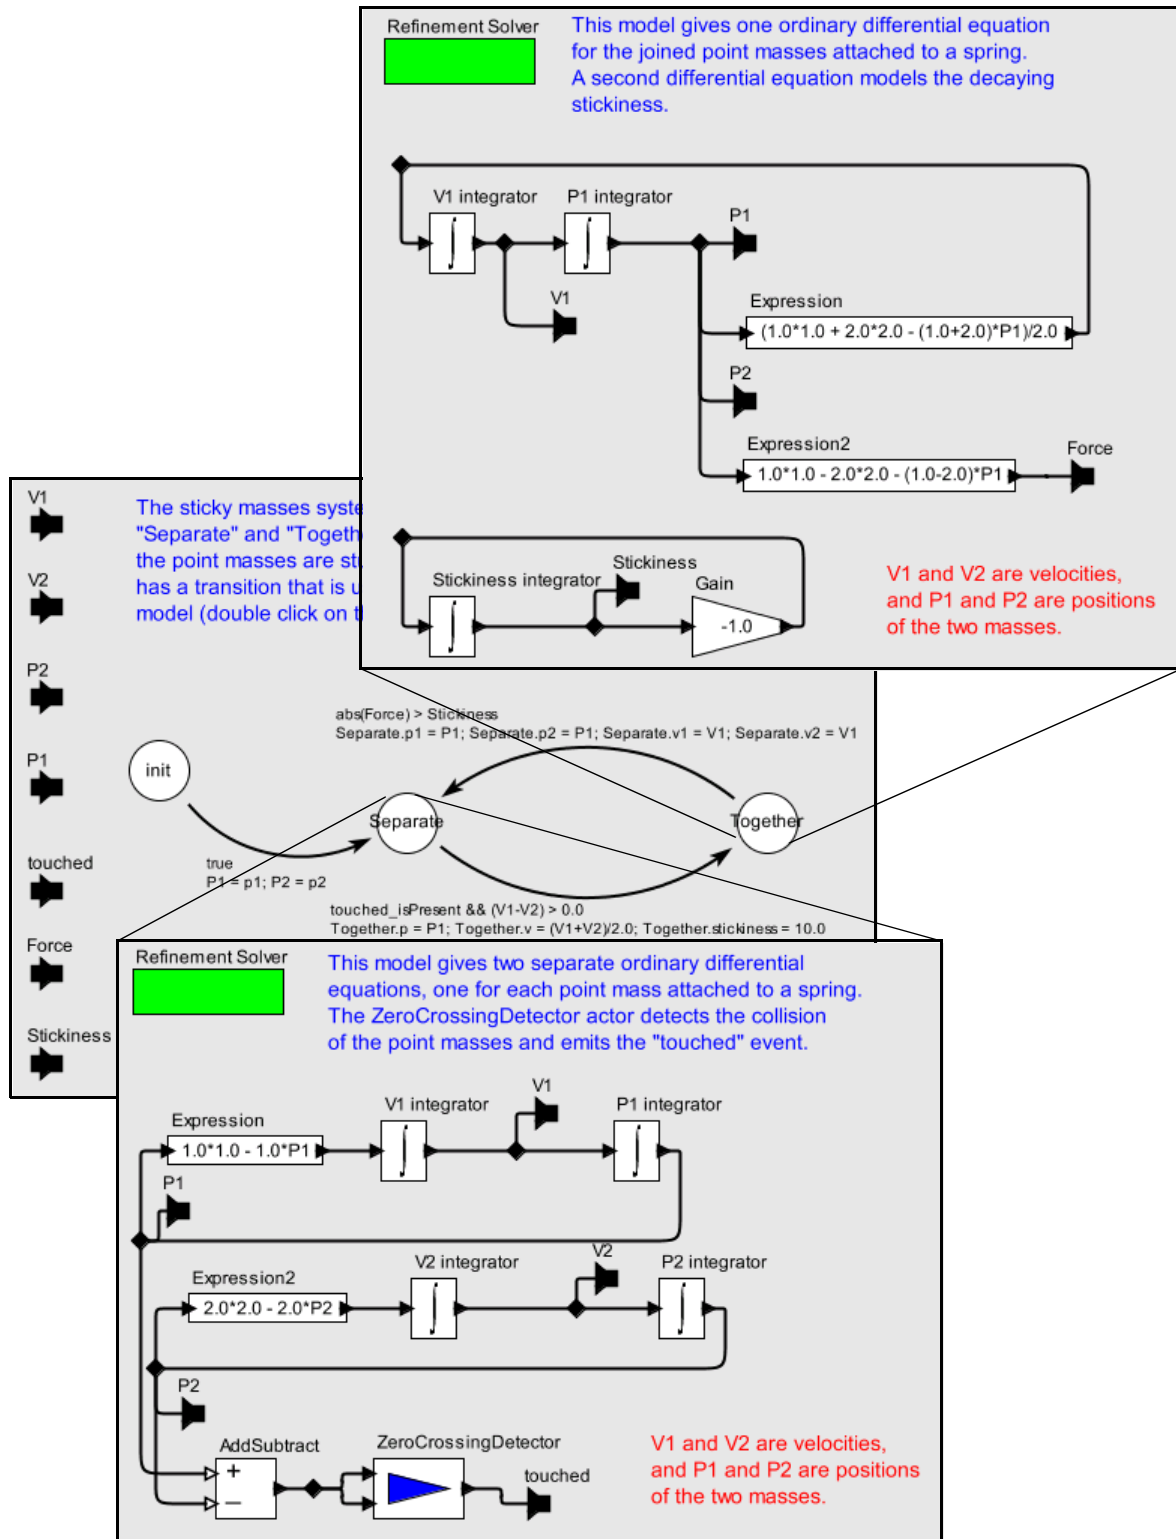 Refinement Solver
This model gives one ordinary differential equation
for the joined point masses attached to a spring.
A second differential equation models the decaying
stickiness.
V1 integrator
P1 integrator
P1
V1
Expression
(1.0*1.0 + 2.0*2.0 - (1.0+2.0)*P1)/2.0
P2
Expression2
1.0*1.0 - 2.0*2.0 - (1.0-2.0)*P1
Force
Stickiness integrator
Stickiness
Gain
-1.0
V1 and V2 are velocities,
and P1 and P2 are positions
of the two masses.
V1
V2
P2
P1
touched
Force
Stickiness
The sticky masses syste
"Separate" and "Togeth
the point masses are stu
has a transition that is u
model (double click on t
init
Separate
Together
abs(Force) > Stickiness
Separate.p1 = P1; Separate.p2 = P1; Separate.v1 = V1; Separate.v2 = V1
true
P1 = p1; P2 = p2
touched_isPresent && (V1-V2) > 0.0
Together.p = P1; Together.v = (V1+V2)/2.0; Together.stickiness = 10.0
Refinement Solver
This model gives two separate ordinary differential
equations, one for each point mass attached to a spring.
The ZeroCrossingDetector actor detects the collision
of the point masses and emits the "touched" event.
Expression
1.0*1.0 - 1.0*P1
V1 integrator
V1
P1 integrator
P1
Expression2
2.0*2.0 - 2.0*P2
V2 integrator
V2
P2 integrator
P2
AddSubtract
+
–
ZeroCrossingDetector
touched
V1 and V2 are velocities,
and P1 and P2 are positions
of the two masses.